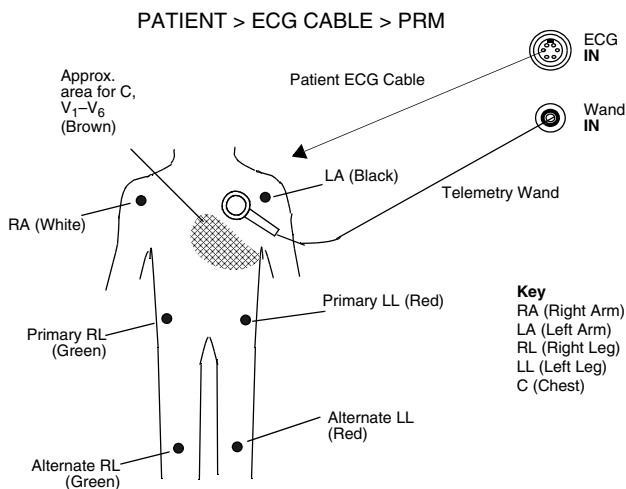 PATIENT > ECG CABLE > PRM
ECG
IN
Approx.
area for C,
V1–V6
(Brown)
Patient ECG Cable
Wand
IN
LA (Black)
Telemetry Wand
RA (White)
Key
RA (Right Arm)
LA (Left Arm)
RL (Right Leg)
LL (Left Leg)
C (Chest)
Primary LL (Red)
Primary RL
(Green)
Alternate LL
(Red)
Alternate RL
(Green)